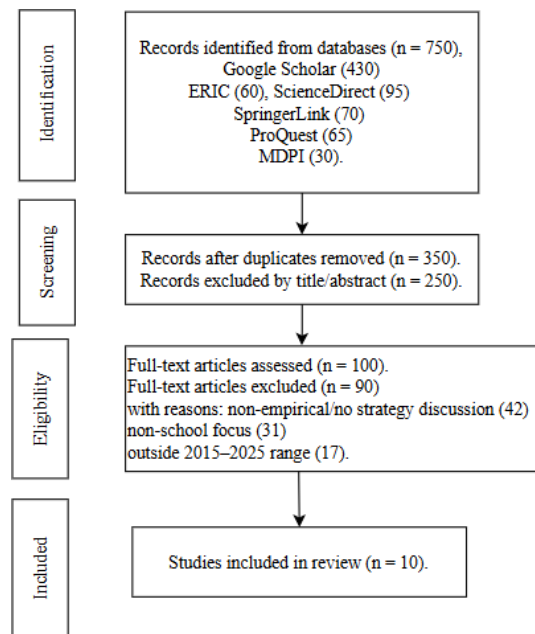 Identification
Records identified from databases (n = 750),
Google Scholar (430)
ERIC (60), ScienceDirect (95)
SpringerLink (70)
ProQuest (65)
MDPI (30).
Screening
Records after duplicates removed (n = 350).
Records excluded by title/abstract (n = 250).
Eligibility
Full-text articles assessed (n = 100).
Full-text articles excluded (n = 90)
with reasons: non-empirical/no strategy discussion (42)
non-school focus (31)
outside 2015–2025 range (17).
Included
Studies included in review (n = 10).